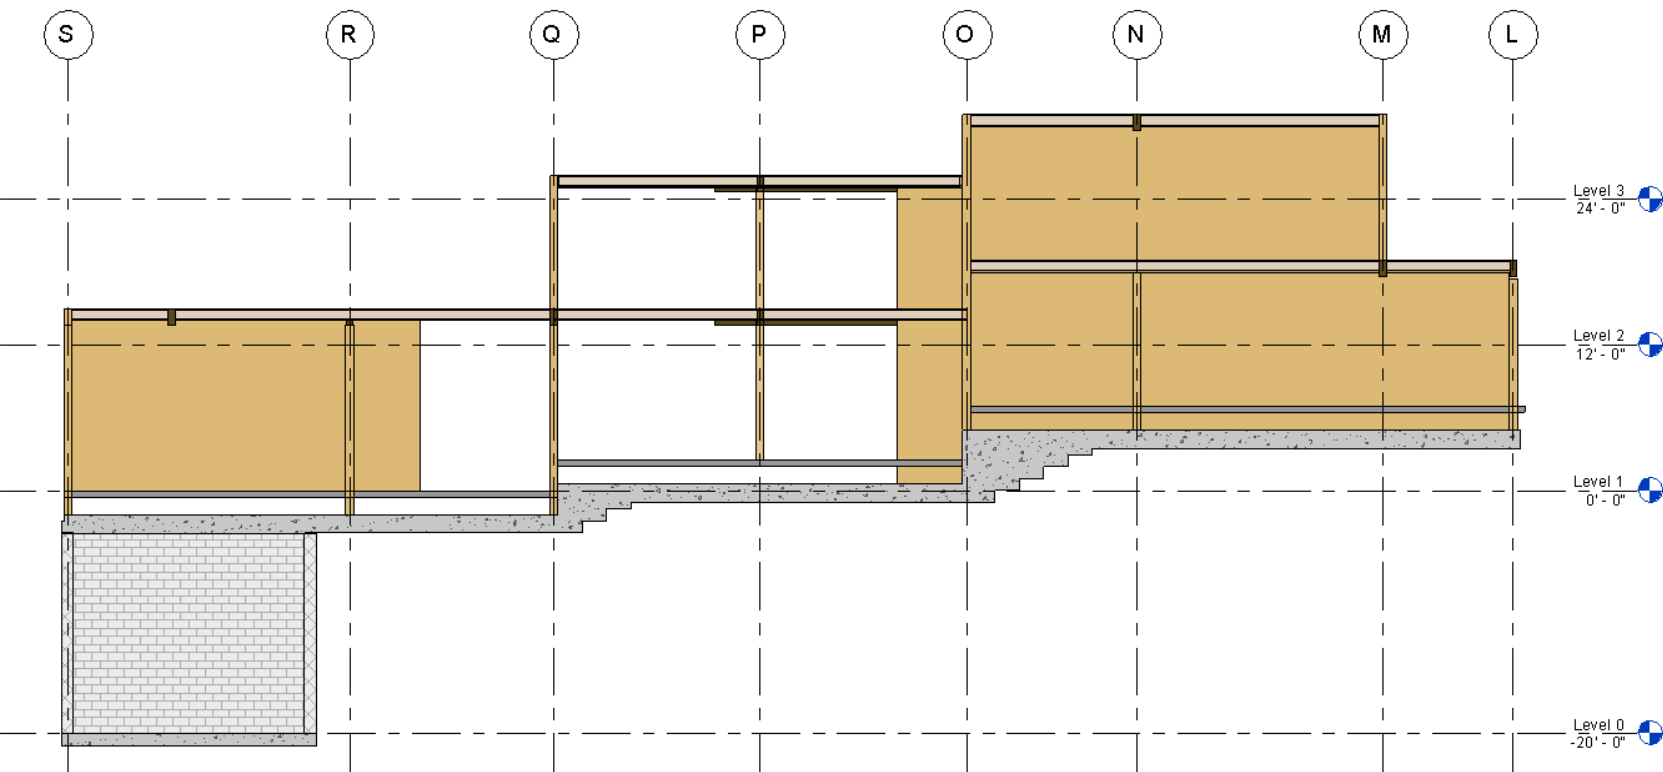 S R Q P O N M L
Level 3
24' - 0"
Level 2
12' - 0"
Level 1
0' - 0"
Level 0
-20' - 0"